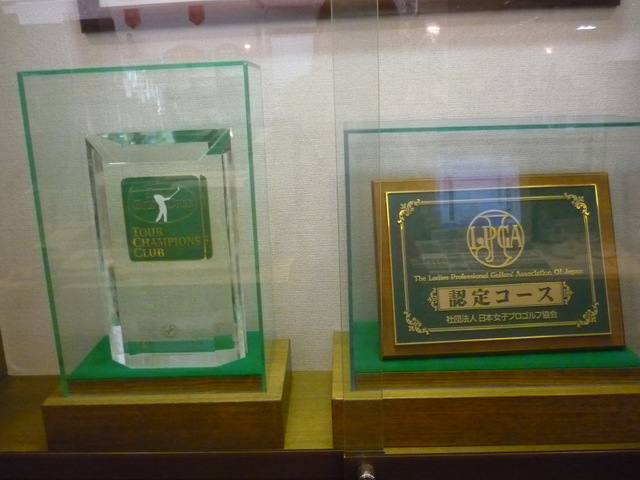 TOUR
CHAMPIONS
CLUB
LPGA
The Ladies Professional Golfers' Association Of Japan
認定コース
社団法人 日本女子プロゴルフ協会